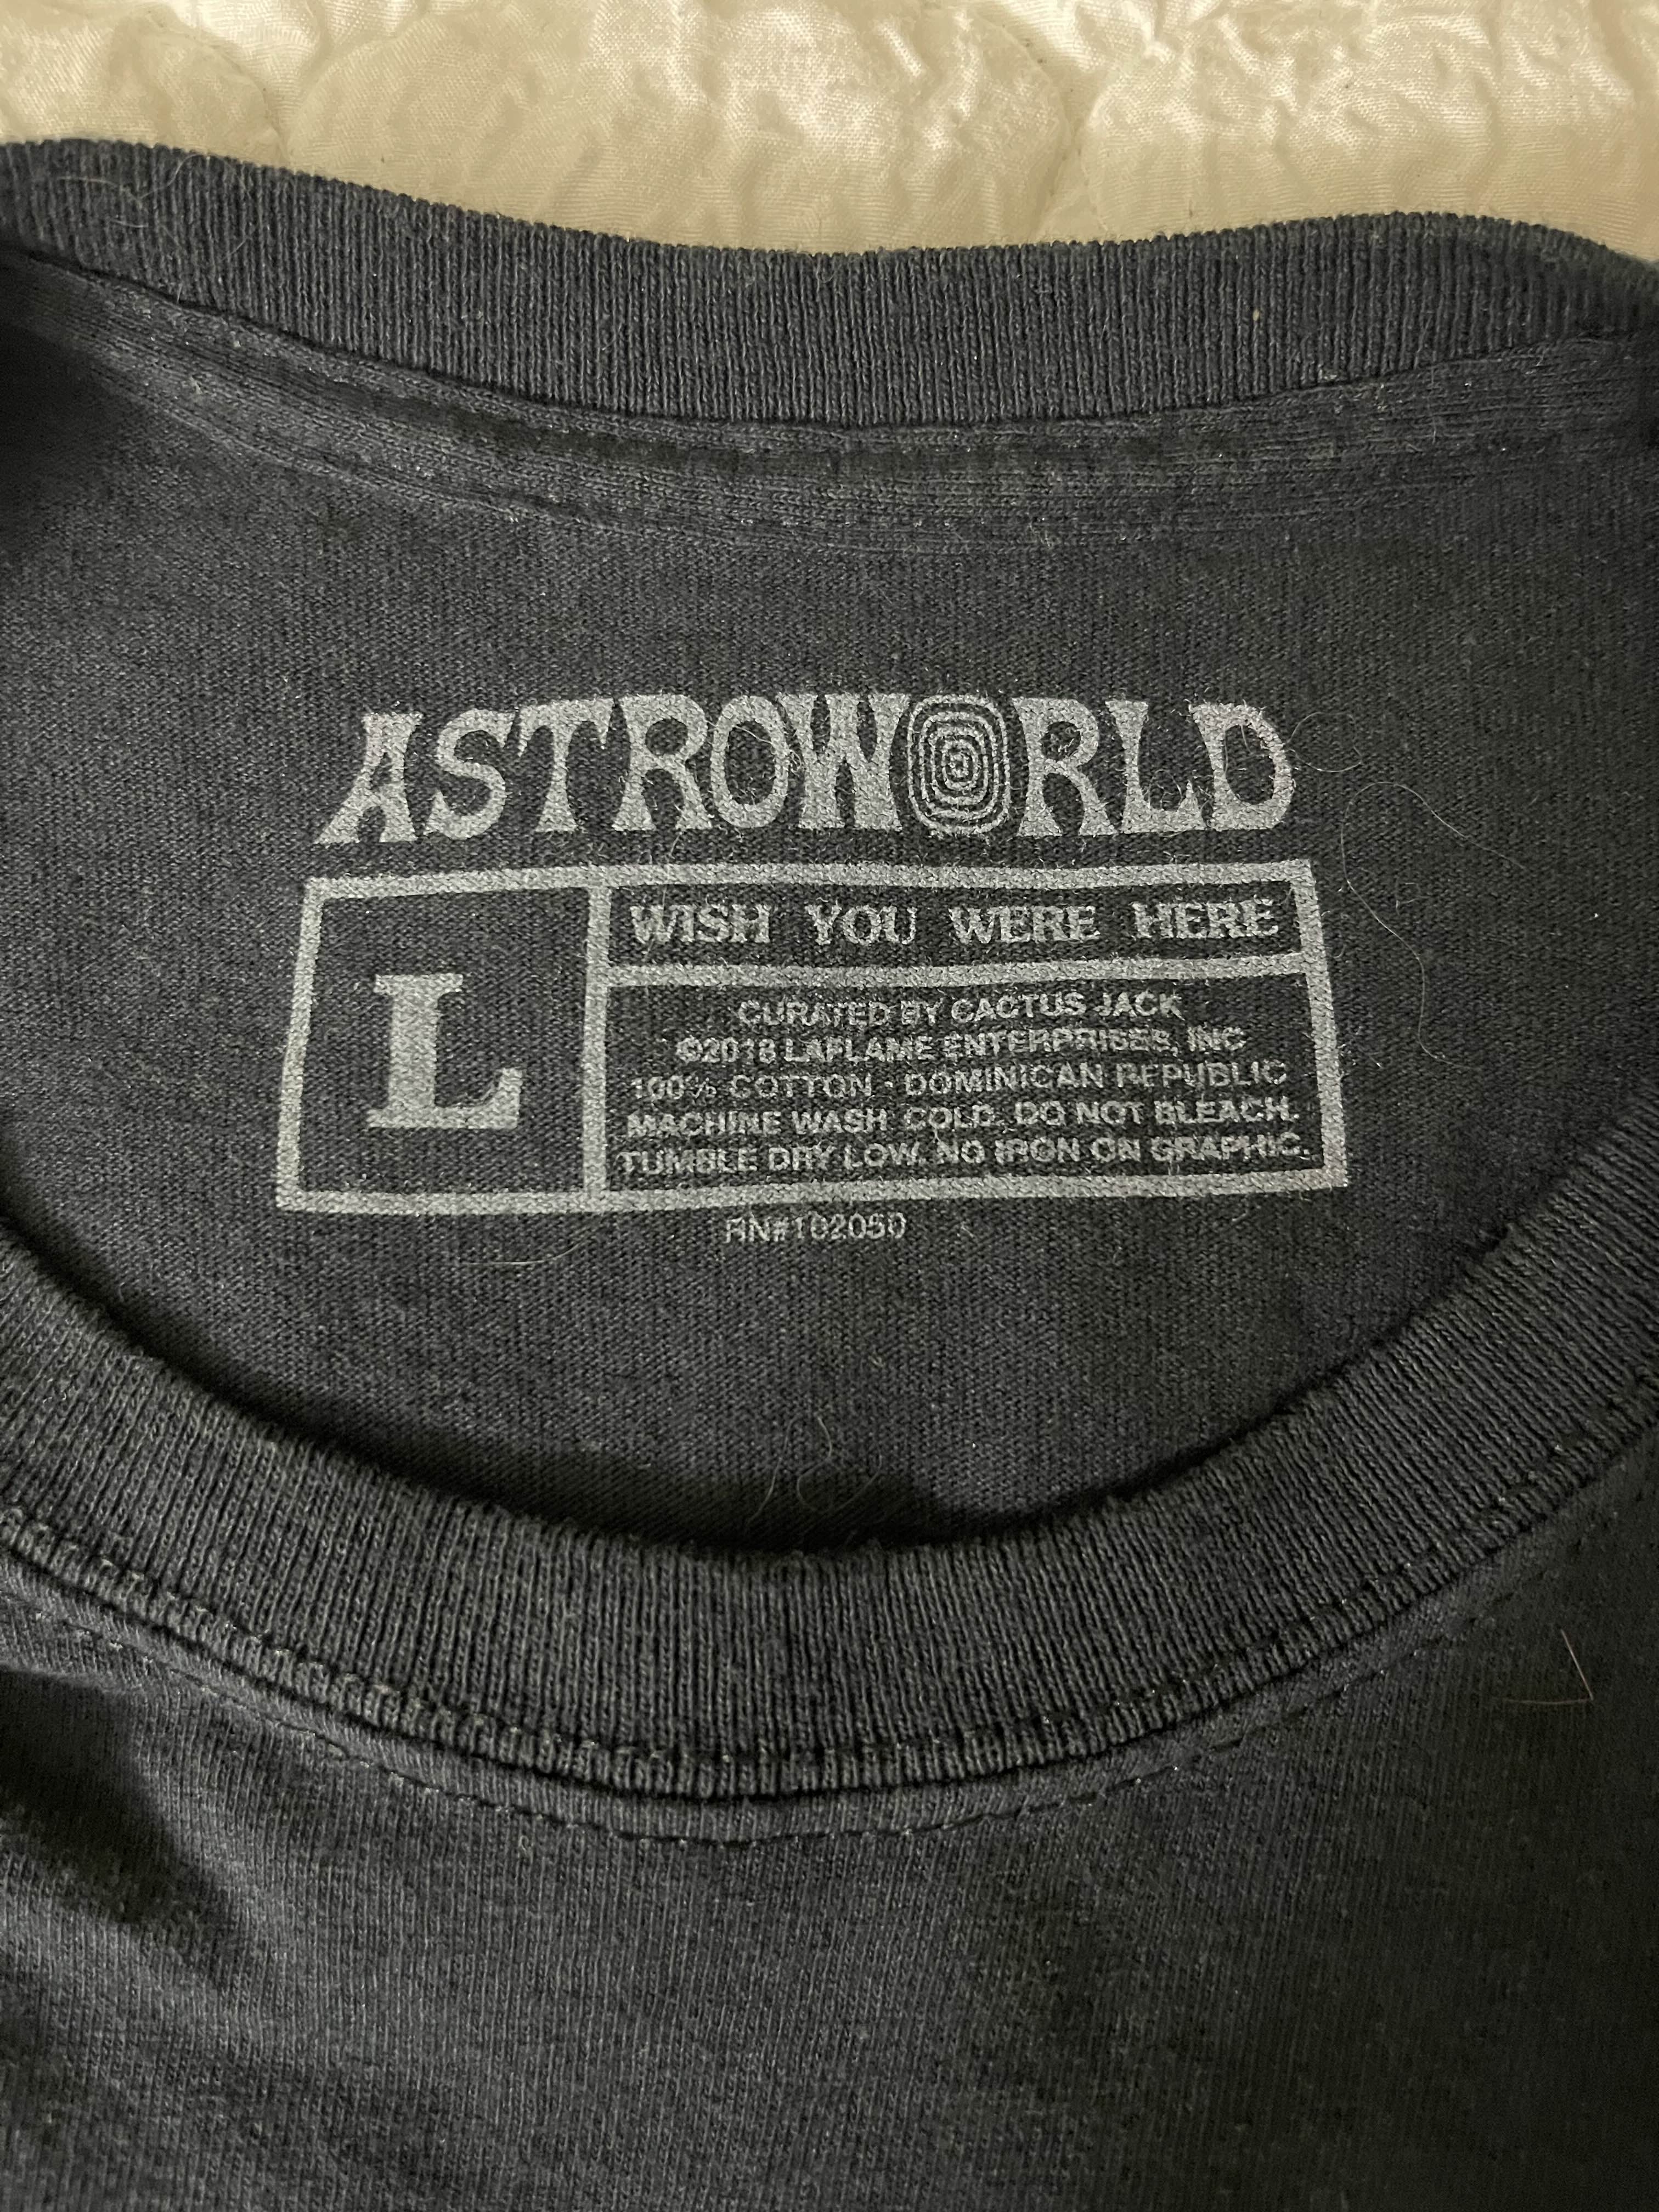 ASTROWORLD
L
WISH YOU WERE HERE
CURATED BY CACTUS JACK
©2018 LAFLAME ENTERPRISES, INC
100% COTTON • DOMINICAN REPUBLIC
MACHINE WASH COLD. DO NOT BLEACH.
TUMBLE DRY LOW. NO IRON ON GRAPHIC.
RN#102050